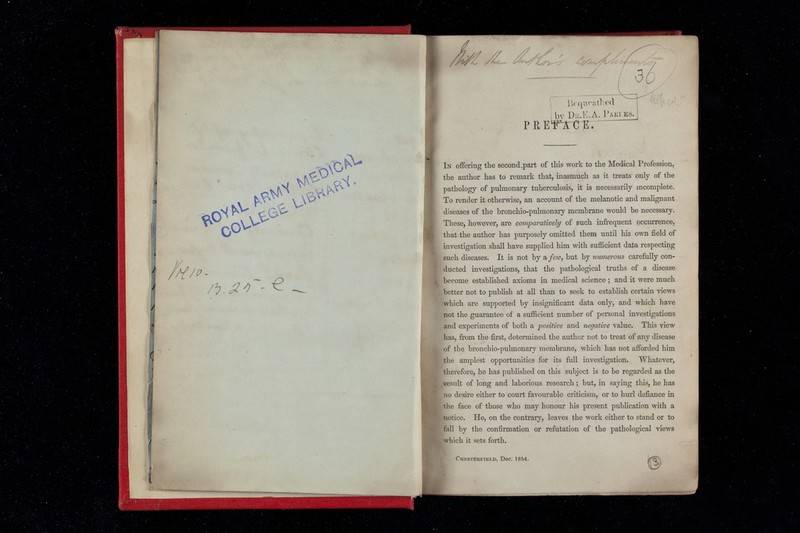 ROYAL ARMY MEDICAL
COLLEGE LIBRARY.
With the Author's compliments
36
Bequeathed
by Dr. E. A. Parkes.
PREFACE.
In offering the second part of this work to the Medical Profession,
the author has to remark that, inasmuch as it treats only of the
pathology of pulmonary tuberculosis, it is necessarily incomplete.
To render it otherwise, an account of the melanotic and malignant
diseases of the bronchio-pulmonary membrane would be necessary.
These, however, are comparatively of such infrequent occurrence,
that the author has purposely omitted them until his own field of
investigation shall have supplied him with sufficient data respecting
such diseases. It is not by a few, but by numerous carefully con-
ducted investigations, that the pathological truths of a disease
become established axioms in medical science; and it were much
better not to publish at all than to seek to establish certain views
which are supported by insignificant data only, and which have
not the guarantee of a sufficient number of personal investigations
and experiments of both a positive and negative value. This view
has, from the first, determined the author not to treat of any disease
of the bronchio-pulmonary membrane, which has not afforded him
the amplest opportunities for its full investigation. Whatever,
therefore, he has published on this subject is to be regarded as the
result of long and laborious research; but, in saying this, he has
no desire either to court favourable criticism, or to hurl defiance in
the face of those who may honour his present publication with a
notice. He, on the contrary, leaves the work either to stand or to
fall by the confirmation or refutation of the pathological views
which it sets forth.
Chesterfield, Dec. 1854.
3